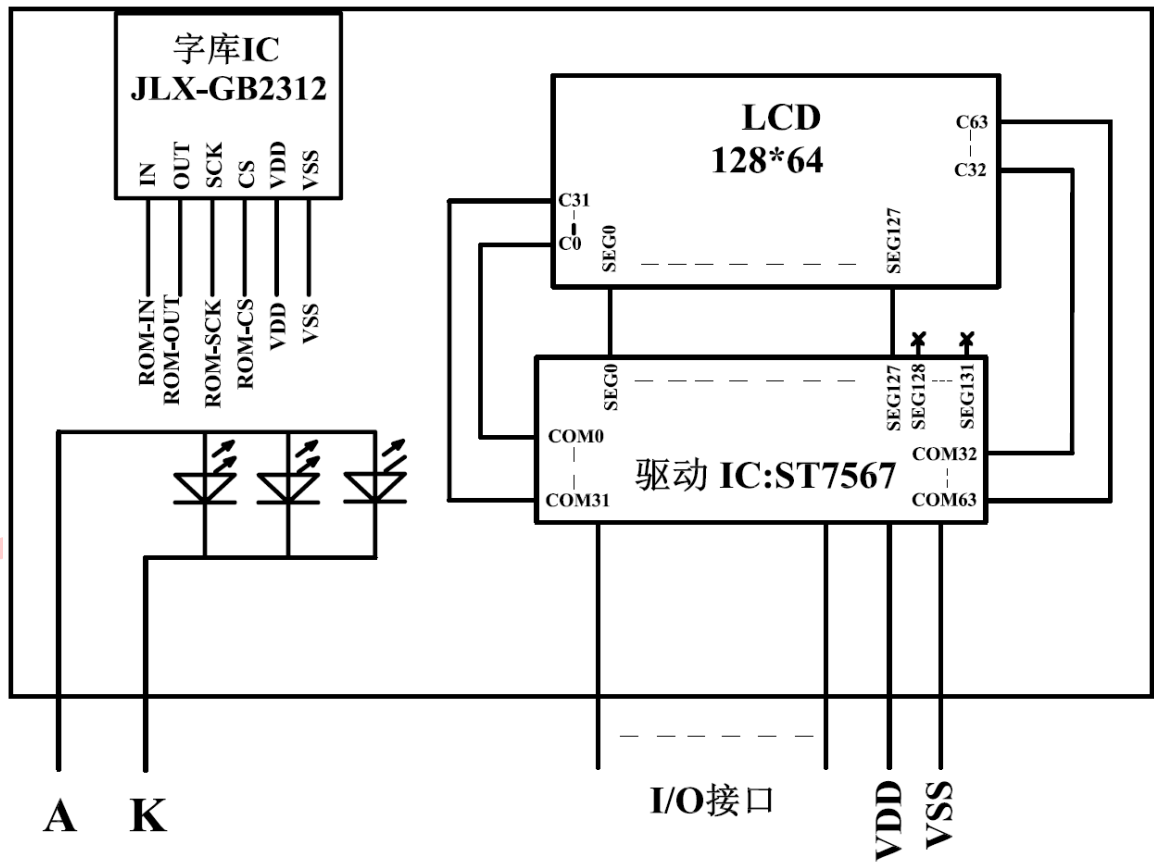 字库IC
JLX-GB2312
IN
OUT
SCK
CS
VDD
VSS
ROM-IN
ROM-OUT
ROM-SCK
ROM-CS
VDD
VSS
LCD
128*64
C63
C32
C31
C0
SEG0
SEG127
SEG0
SEG127
SEG128
SEG131
COM0
COM31
驱动 IC:ST7567
COM32
COM63
A
K
I/O接口
VDD
VSS